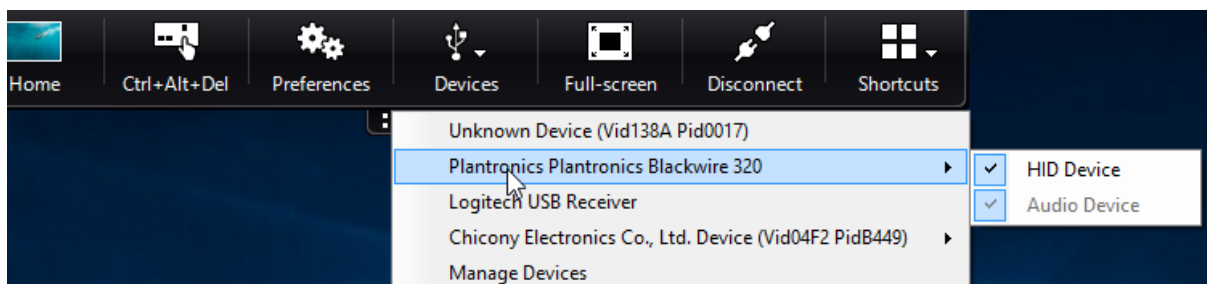 Home Ctrl+Alt+Del Preferences Devices Full-screen Disconnect Shortcuts
Unknown Device (Vid138A Pid0017)
Plantronics Plantronics Blackwire 320
HID Device
Logitech USB Receiver
Audio Device
Chicony Electronics Co., Ltd. Device (Vid04F2 PidB449)
Manage Devices